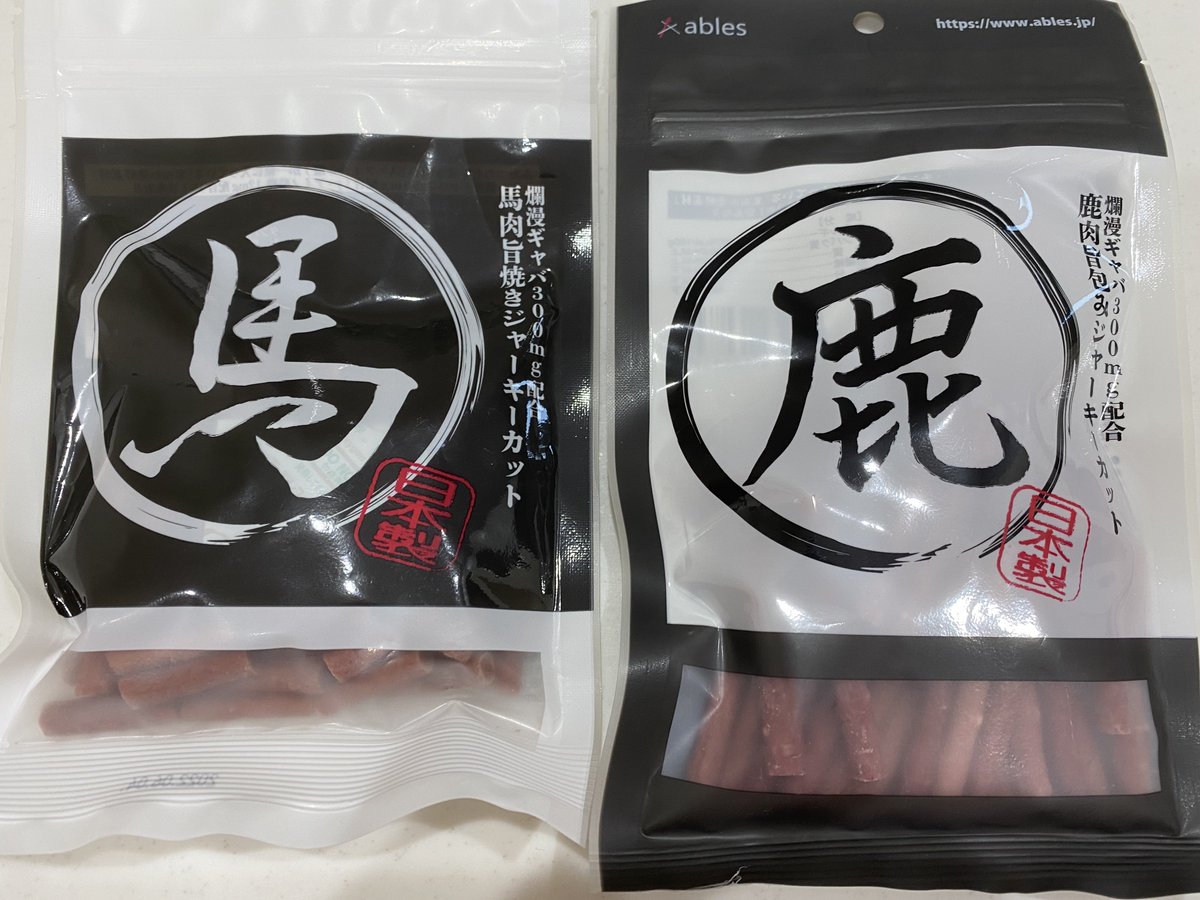 馬
爛漫ギャバ300mg配合
馬肉旨焼きジャーキーカット
日本製
ables
https://www.ables.jp/
鹿
爛漫ギャバ300mg配合
鹿肉旨包みジャーキーカット
日本製